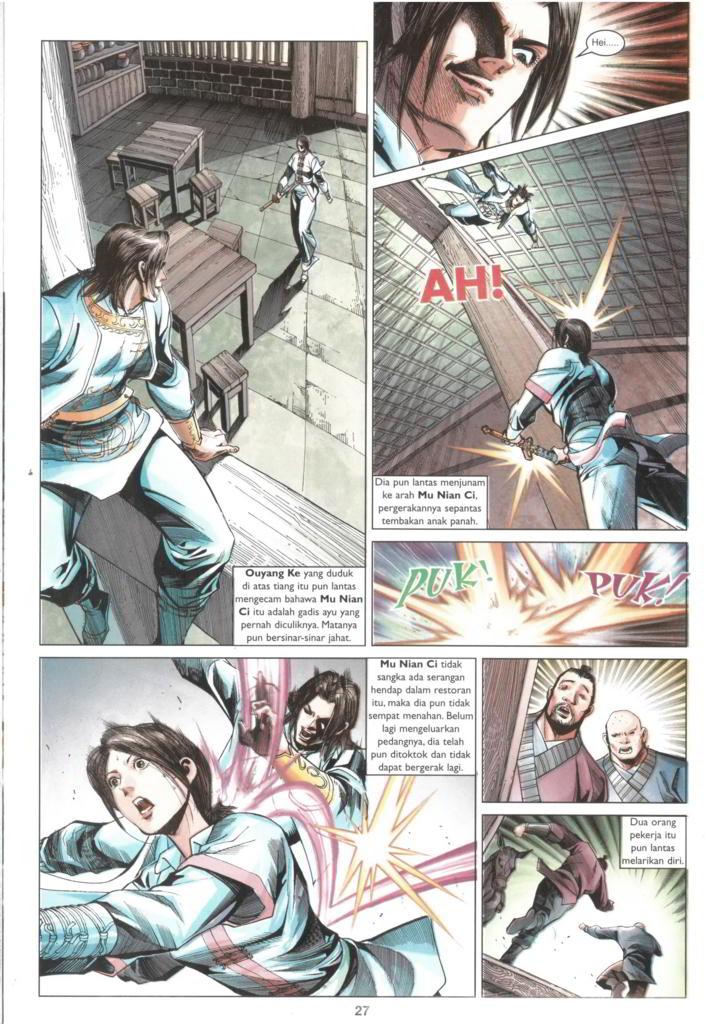 Ouyang Ke yang duduk
di atas tiang itu pun lantas
mengecam bahawa Mu Nian
Ci itu adalah gadis ayu yang
pernah diculiknya. Matanya
pun bersinar-sinar jahat.
Hei.....
AH!
Dia pun lantas menjunam
ke arah Mu Nian Ci,
pergerakannya sepantas
tembakan anak panah.
PUK!
PUK!
Mu Nian Ci tidak
sangka ada serangan
hendap dalam restoran
itu, maka dia pun tidak
sempat menahan. Belum
lagi mengeluarkan
pedangnya, dia telah
pun ditoktok dan tidak
dapat bergerak lagi.
Dua orang
pekerja itu
pun lantas
melarikan diri.
27